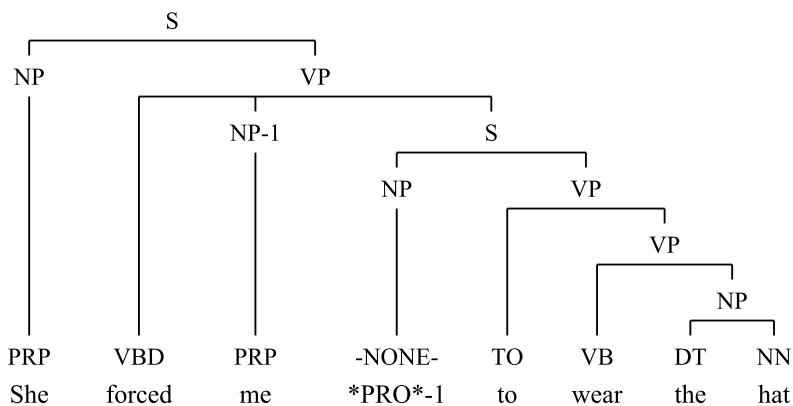 S
NP VP
NP-1 S
NP VP
VP
NP
PRP VBD PRP -NONE- TO VB DT NN
She forced me *PRO*-1 to wear the hat